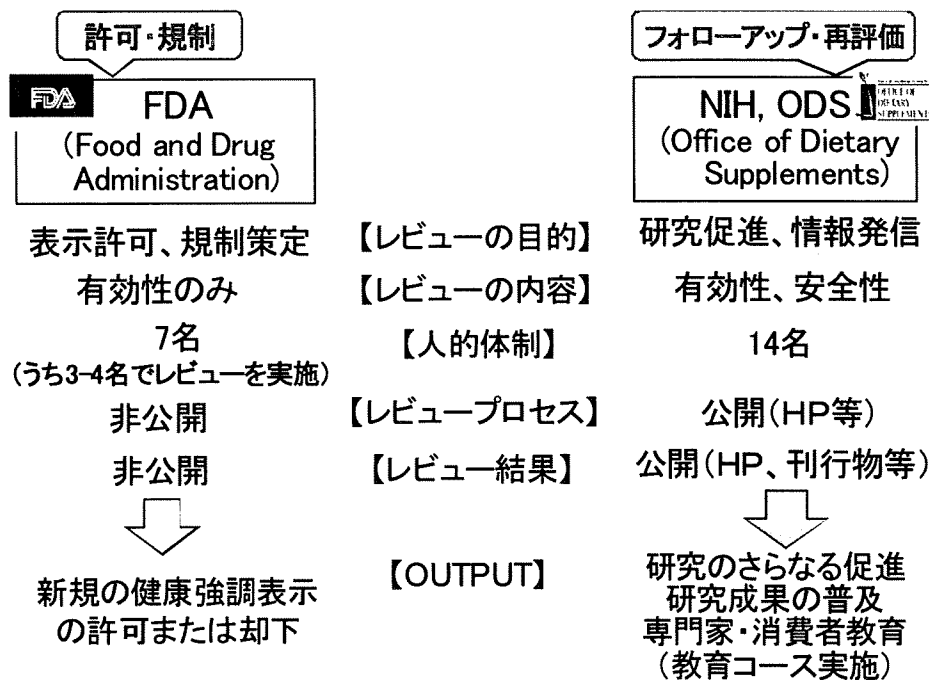 許可・規制
フォローアップ・再評価
FDA
FDA
(Food and Drug
Administration)
NIH, ODS
OFFICE OF
DIETARY
SUPPLEMENTS
(Office of Dietary
Supplements)
表示許可、規制策定
【レビューの目的】
研究促進、情報発信
有効性のみ
【レビューの内容】
有効性、安全性
7名
(うち3-4名でレビューを実施)
【人的体制】
14名
非公開
【レビュープロセス】
公開(HP等)
非公開
【レビュー結果】
公開(HP、刊行物等)
新規の健康強調表示
の許可または却下
【OUTPUT】
研究のさらなる促進
研究成果の普及
専門家・消費者教育
(教育コース実施)